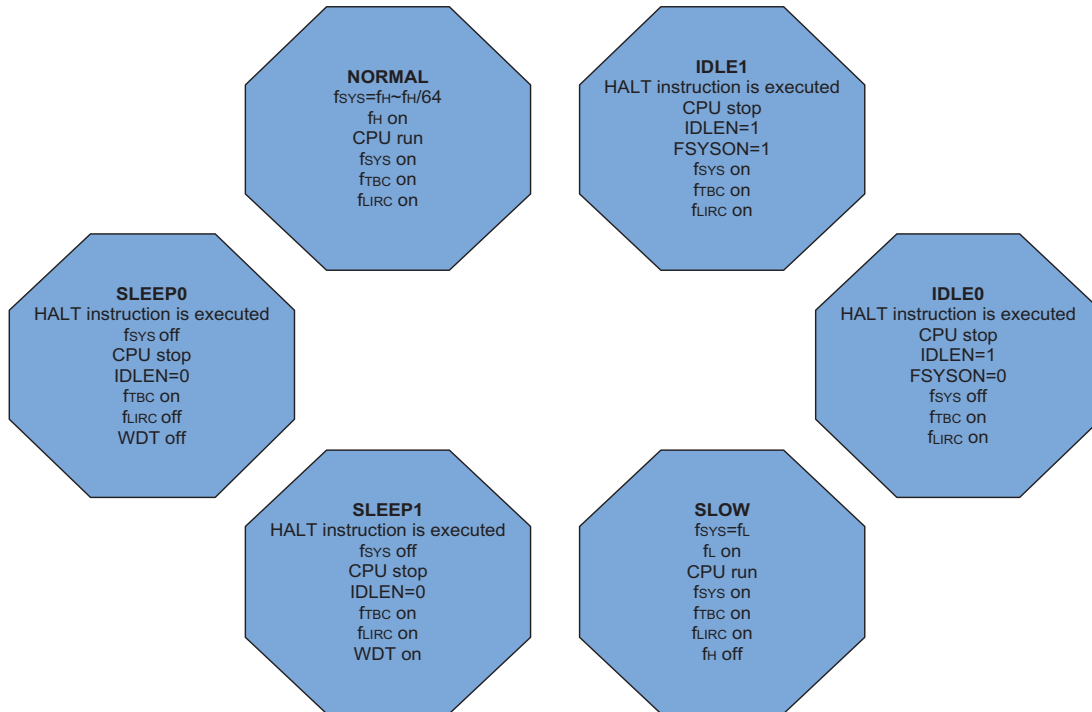 NORMAL
fSYS=fH~fH/64
fH on
CPU run
fSYS on
fTBC on
fLIRC on
IDLE1
HALT instruction is executed
CPU stop
IDLEN=1
FSYSON=1
fSYS on
fTBC on
fLIRC on
SLEEP0
HALT instruction is executed
fSYS off
CPU stop
IDLEN=0
fTBC on
fLIRC off
WDT off
IDLE0
HALT instruction is executed
CPU stop
IDLEN=1
FSYSON=0
fSYS off
fTBC on
fLIRC on
SLEEP1
HALT instruction is executed
fSYS off
CPU stop
IDLEN=0
fTBC on
fLIRC on
WDT on
SLOW
fSYS=fL
fL on
CPU run
fSYS on
fTBC on
fLIRC on
fH off